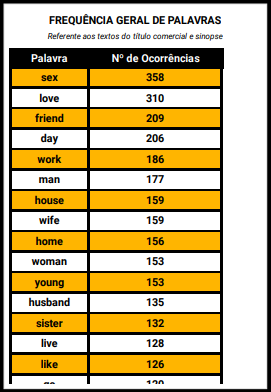 FREQUÊNCIA GERAL DE PALAVRAS
Referente aos textos do título comercial e sinopse
Palavra Nº de Ocorrências
sex 358
love 310
friend 209
day 206
work 186
man 177
house 159
wife 159
home 156
woman 153
young 153
husband 135
sister 132
live 128
like 126